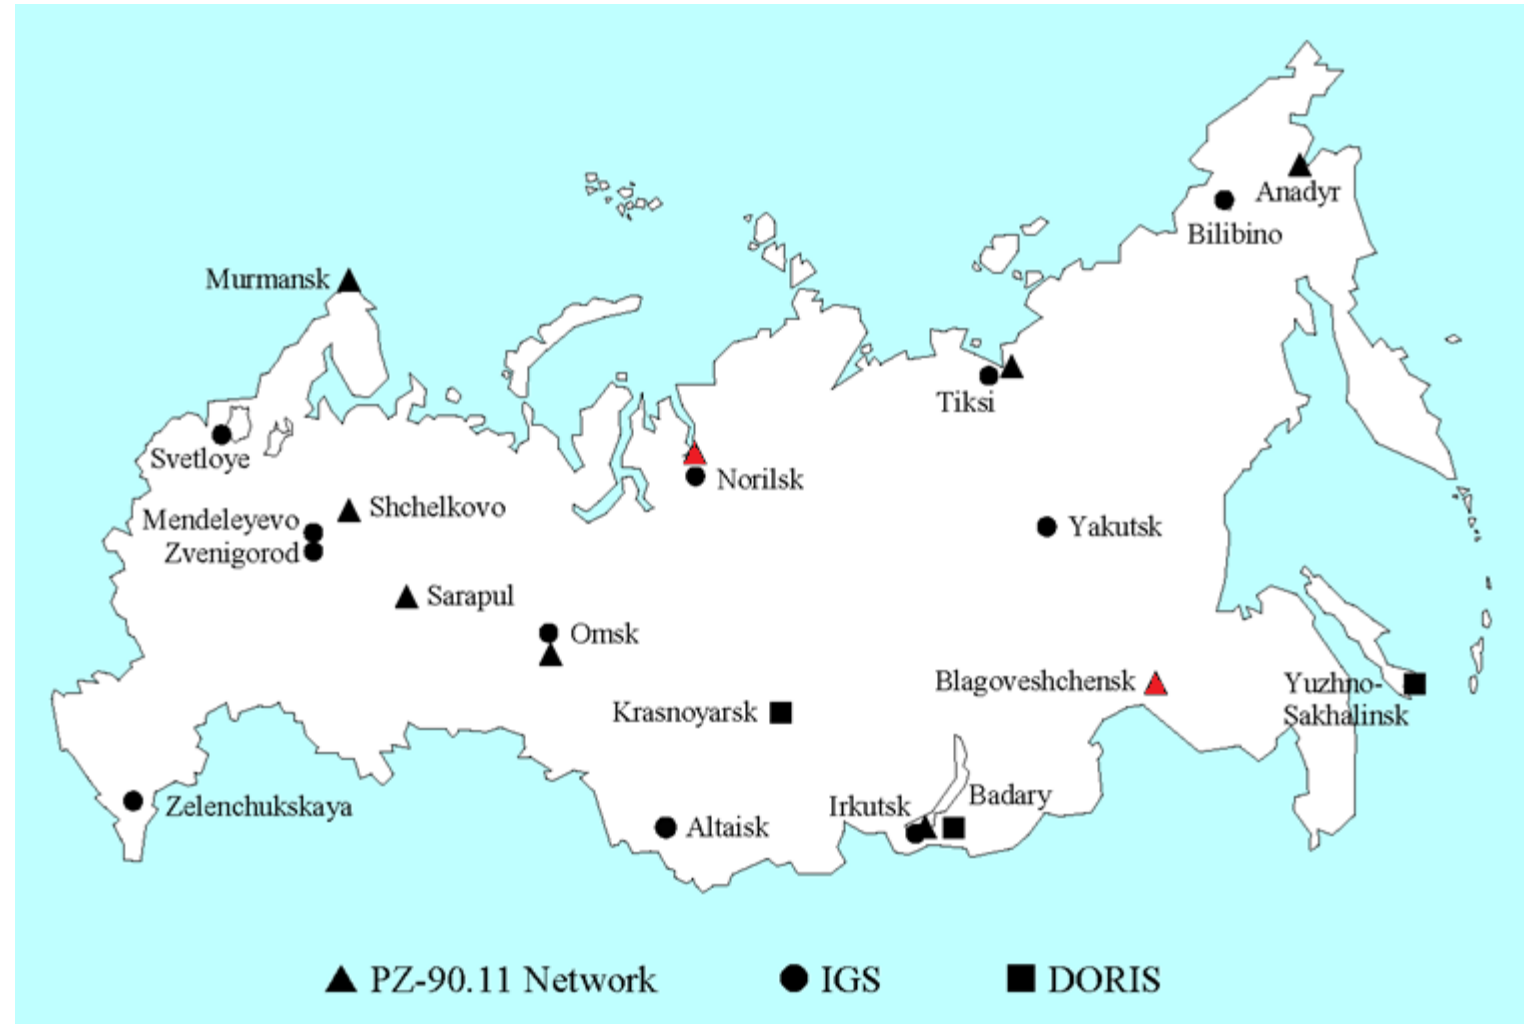 Anadyr
Bilibino
Murmansk
Tiksi
Svetloye
Norilsk
Shchelkovo
Mendeleyevo
Zvenigorod
Yakutsk
Sarapul
Omsk
Blagoveshchensk
Yuzhno-
Sakhalinsk
Krasnoyarsk
Zelenchukskaya
Altaisk
Irkutsk
Badary
PZ-90.11 Network
IGS
DORIS